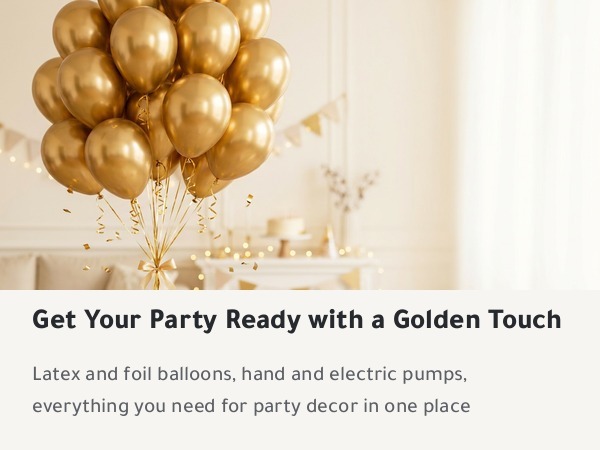 Get Your Party Ready with a Golden Touch
Latex and foil balloons, hand and electric pumps,
everything you need for party decor in one place